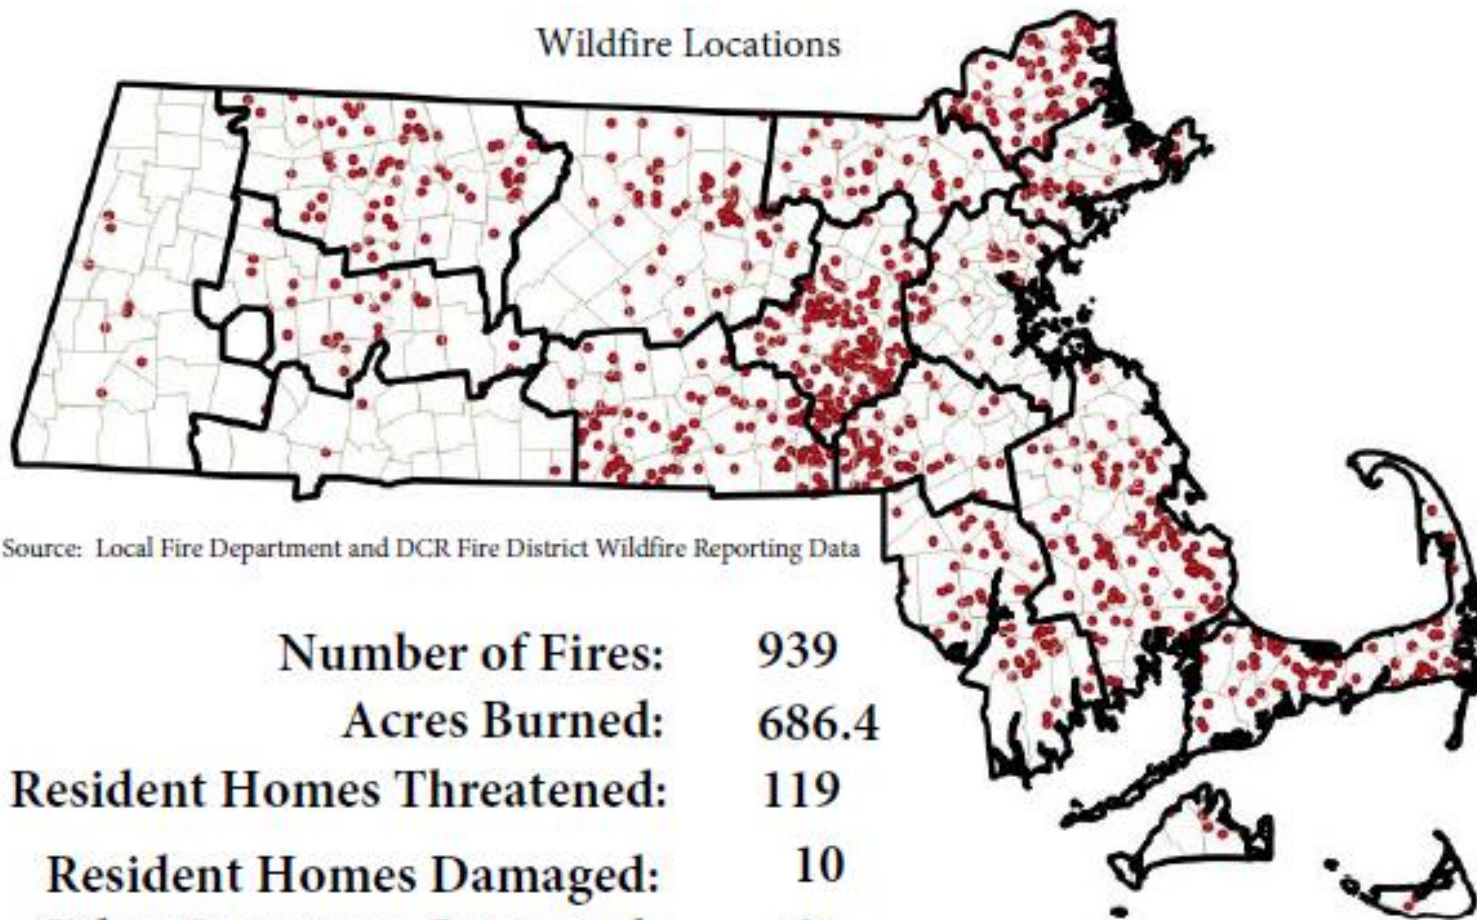 Wildfire Locations
Source: Local Fire Department and DCR Fire District Wildfire Reporting Data
Number of Fires: 939
Acres Burned: 686.4
Resident Homes Threatened: 119
Resident Homes Damaged: 10